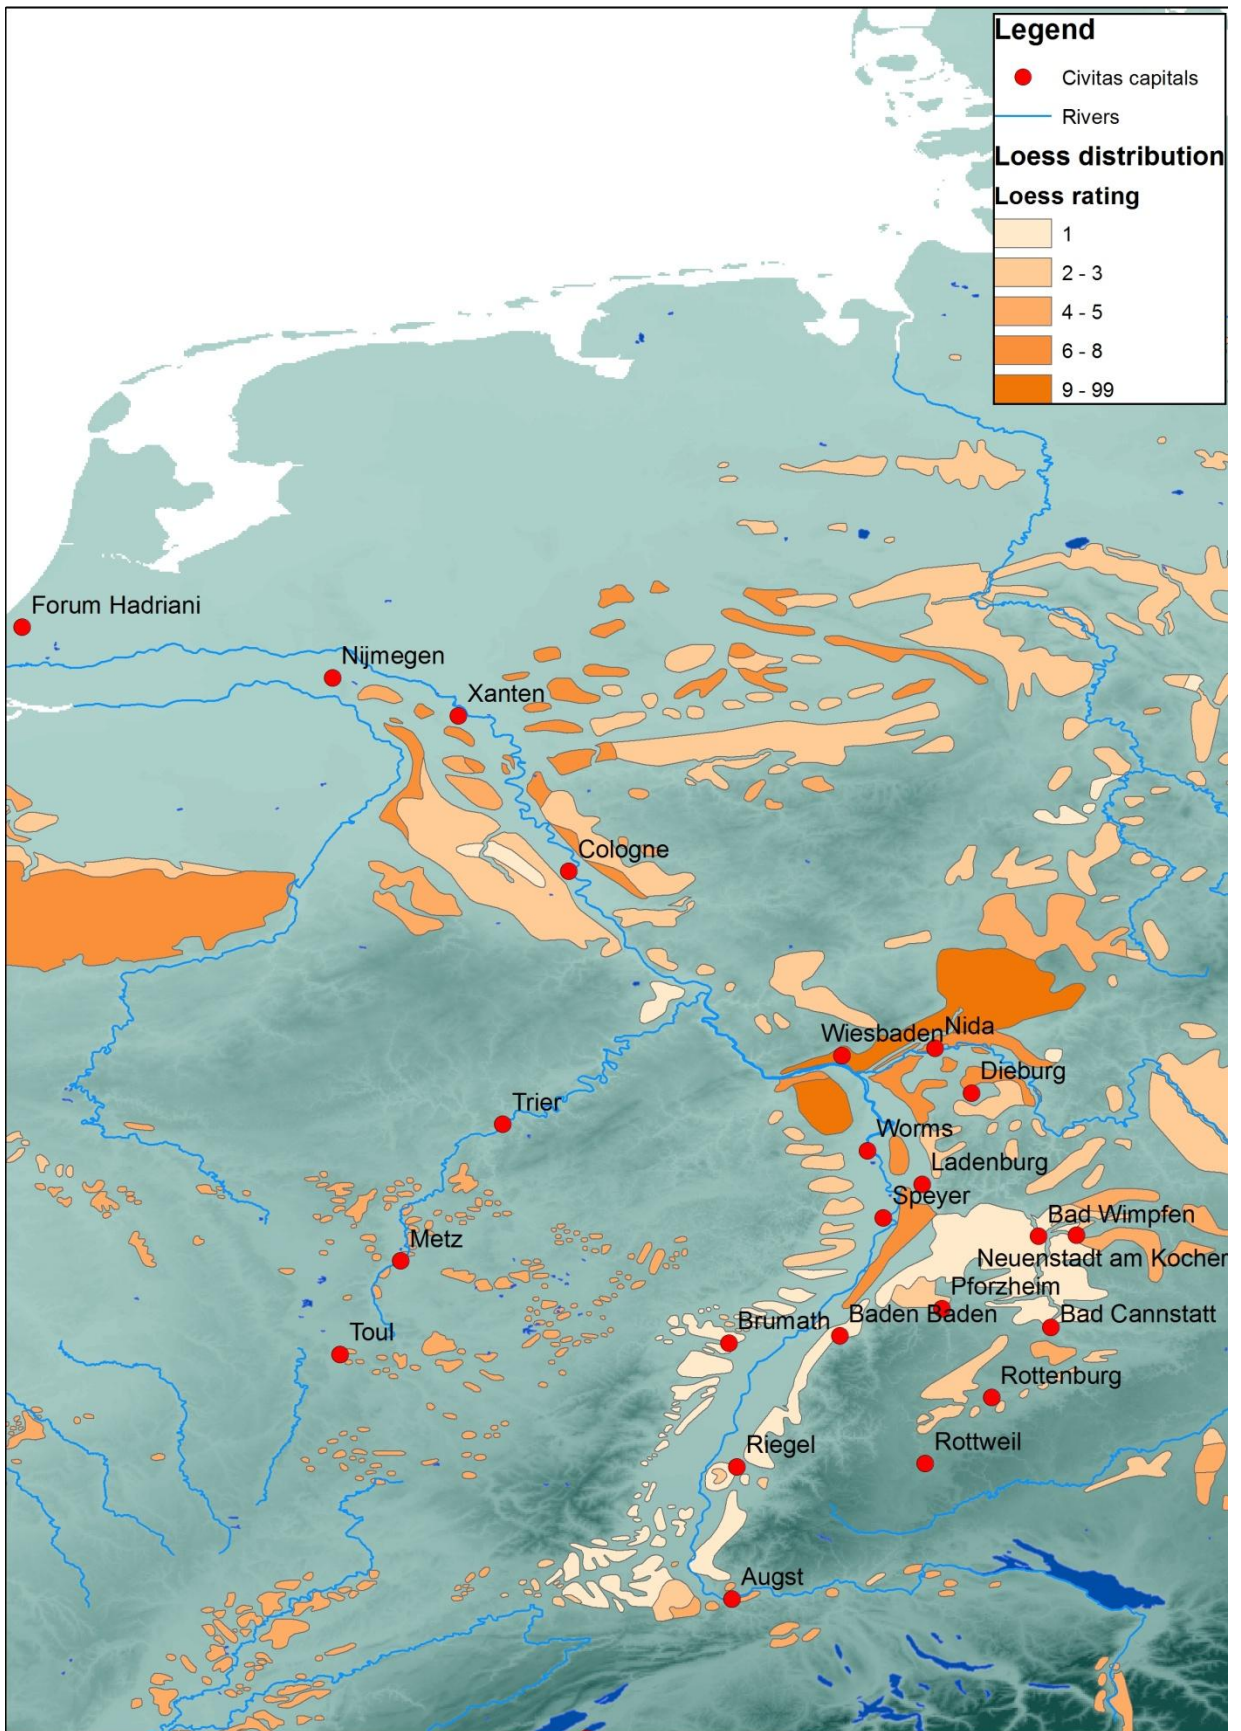 Legend
Civitas capitals
Rivers
Loess distribution
Loess rating
1
2 - 3
4 - 5
6 - 8
9 - 99
Forum Hadriani
Nijmegen
Xanten
Cologne
Wiesbaden
Nida
Dieburg
Trier
Worms
Ladenburg
Speyer
Bad Wimpfen
Metz
Neuenstadt am Kocher
Pforzheim
Brumath
Baden Baden
Bad Cannstatt
Toul
Rottenburg
Riegel
Rottweil
Augst